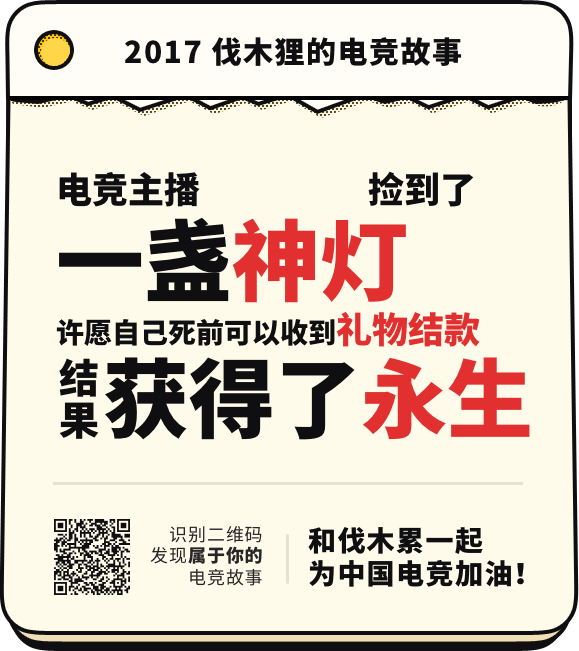 2017 伐木狸的电竞故事
电竞主播 捡到了
一盏神灯
许愿自己死前可以收到礼物结款
结果获得了永生
识别二维码
发现属于你的
电竞故事
和伐木累一起
为中国电竞加油!